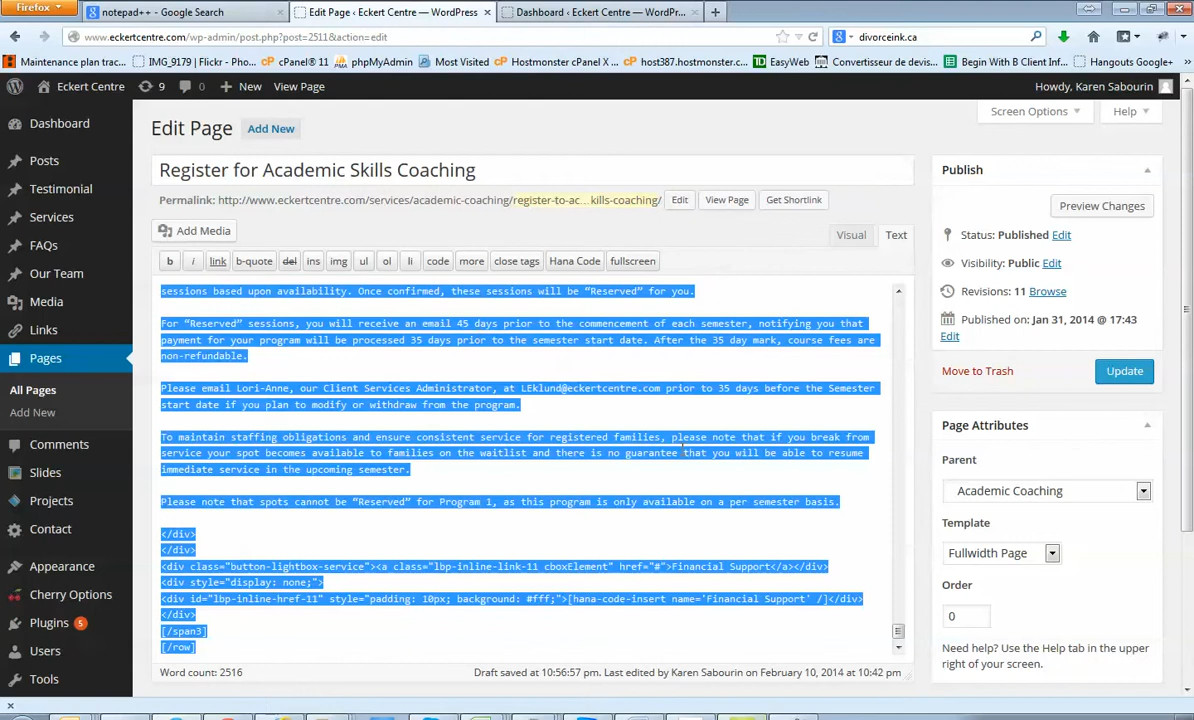 Firefox
notepad++ - Google Search
Edit Page ‹ Eckert Centre — WordPress
Dashboard ‹ Eckert Centre — WordPr...
www.eckertcentre.com/wp-admin/post.php?post=2511&action=edit
divorceink.ca
Maintenance plan trac...
IMG_9179 | Flickr - Pho...
cPanel® 11
phpMyAdmin
Most Visited
Hostmonster cPanel X ...
host387.hostmonster.c...
EasyWeb
Convertisseur de devis...
Begin With B Client Inf...
Hangouts Google+
Eckert Centre
9
0
New
View Page
Howdy, Karen Sabourin
Dashboard
Posts
Testimonial
Services
FAQs
Our Team
Media
Links
Pages
All Pages
Add New
Comments
Slides
Projects
Contact
Appearance
Cherry Options
Plugins 5
Users
Tools
Screen Options
Help
Edit Page
Add New
Register for Academic Skills Coaching
Permalink: http://www.eckertcentre.com/services/academic-coaching/register-to-ac...kills-coaching/
Edit
View Page
Get Shortlink
Add Media
Visual
Text
b
i
link
b-quote
del
ins
img
ul
ol
li
code
more
close tags
Hana Code
fullscreen
sessions based upon availability. Once confirmed, these sessions will be “Reserved” for you.
For “Reserved” sessions, you will receive an email 45 days prior to the commencement of each semester, notifying you that
payment for your program will be processed 35 days prior to the semester start date. After the 35 day mark, course fees are
non-refundable.
Please email Lori-Anne, our Client Services Administrator, at LEklund@eckertcentre.com prior to 35 days before the Semester
start date if you plan to modify or withdraw from the program.
To maintain staffing obligations and ensure consistent service for registered families, please note that if you break from
service your spot becomes available to families on the waitlist and there is no guarantee that you will be able to resume
immediate service in the upcoming semester.
Please note that spots cannot be “Reserved” for Program 1, as this program is only available on a per semester basis.
</div>
</div>
<div class="button-lightbox-service"><a class="lbp-inline-link-11 cboxElement" href="#">Financial Support</a></div>
<div style="display: none;">
<div id="lbp-inline-href-11" style="padding: 10px; background: #fff;">[hana-code-insert name='Financial Support' /]</div>
</div>
[/span3]
[/row]
Word count: 2516
Draft saved at 10:56:57 pm. Last edited by Karen Sabourin on February 10, 2014 at 10:42 pm
Publish
Preview Changes
Status: Published Edit
Visibility: Public Edit
Revisions: 11 Browse
Published on: Jan 31, 2014 @ 17:43
Edit
Move to Trash
Update
Page Attributes
Parent
Academic Coaching
Template
Fullwidth Page
Order
0
Need help? Use the Help tab in the upper
right of your screen.